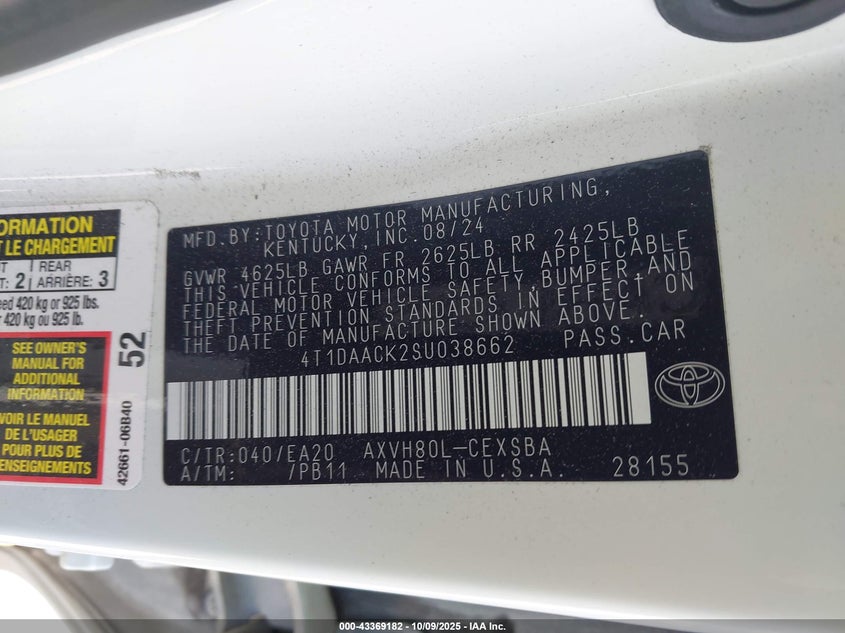 ORMATION
T LE CHARGEMENT
REAR
T: 2 ARRIÈRE: 3
eed 420 kg or 925 lbs.
420 kg ou 925 lb.
SEE OWNER'S
MANUAL FOR
ADDITIONAL
INFORMATION
VOIR LE MANUEL
DE L'USAGER
POUR PLUS DE
RENSEIGNEMENTS
52
42661-06B40
MFD. BY: TOYOTA MOTOR MANUFACTURING,
KENTUCKY, INC. 08/24
GVWR 4625LB GAWR FR 2625LB RR 2425LB
THIS VEHICLE CONFORMS TO ALL APPLICABLE
FEDERAL MOTOR VEHICLE SAFETY, BUMPER, AND
THEFT PREVENTION STANDARDS IN EFFECT ON
THE DATE OF MANUFACTURE SHOWN ABOVE.
4T1DAACK2SU038662 PASS. CAR
C/TR: 040/EA20 AXVH80L-CEXSBA
A/TM: /PB11 MADE IN U.S.A. 28155
000-43369182 - 10/09/2025 - IAA Inc.